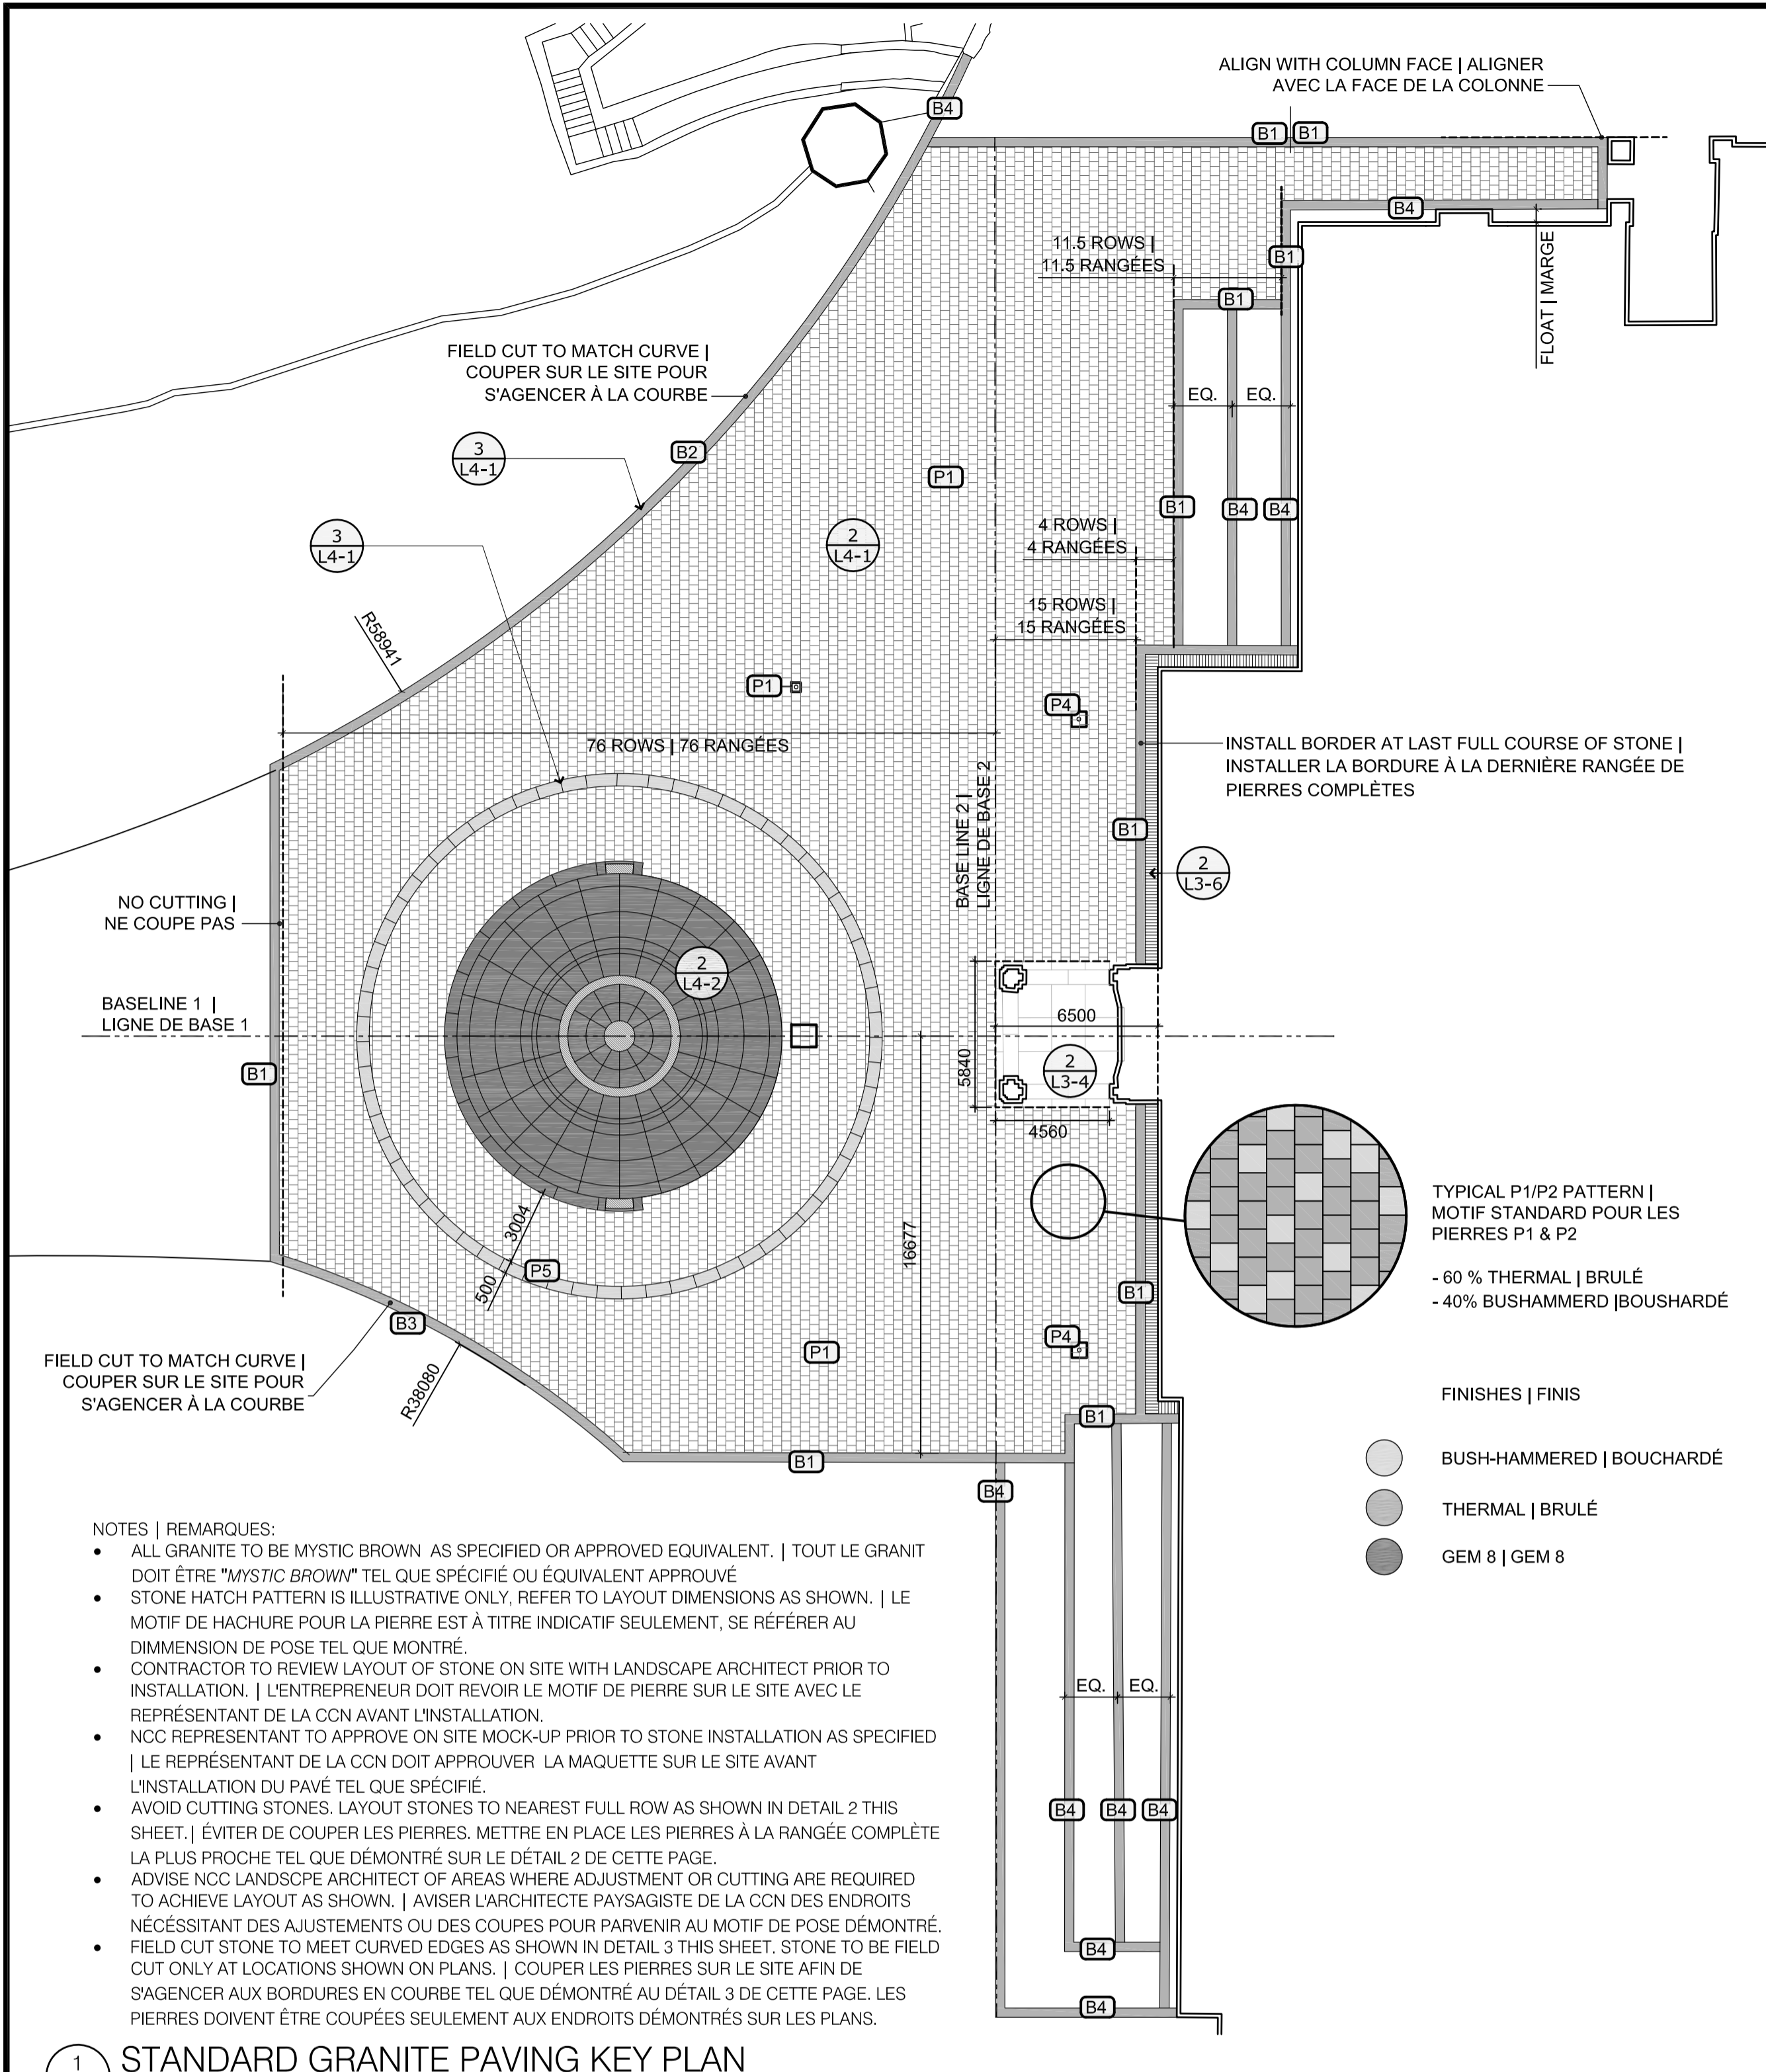 ALIGN WITH COLUMN FACE | ALIGNER
AVEC LA FACE DE LA COLONNE
B4
B1
B1
B4
11.5 ROWS |
11.5 RANGÉES
B1
B1
FLOAT | MARGE
FIELD CUT TO MATCH CURVE |
COUPER SUR LE SITE POUR
S'AGENCER À LA COURBE
EQ.
EQ.
3
L4-1
B2
P1
B1
B4
B4
3
L4-1
2
L4-1
4 ROWS |
4 RANGÉES
15 ROWS |
15 RANGÉES
R58941
P1
P4
76 ROWS | 76 RANGÉES
INSTALL BORDER AT LAST FULL COURSE OF STONE |
INSTALLER LA BORDURE À LA DERNIÈRE RANGÉE DE
PIERRES COMPLÈTES
BASE LINE 2 |
LIGNE DE BASE 2
B1
2
L3-6
NO CUTTING |
NE COUPE PAS
2
L4-2
BASELINE 1 |
LIGNE DE BASE 1
6500
5840
2
L3-4
B1
4560
TYPICAL P1/P2 PATTERN |
MOTIF STANDARD POUR LES
PIERRES P1 & P2
- 60 % THERMAL | BRULÉ
- 40% BUSHAMMERD |BOUSHARDÉ
3004
500
16677
P5
B1
B3
P4
P1
FIELD CUT TO MATCH CURVE |
COUPER SUR LE SITE POUR
S'AGENCER À LA COURBE
R38080
FINISHES | FINIS
B1
B1
BUSH-HAMMERED | BOUCHARDÉ
B4
THERMAL | BRULÉ
GEM 8 | GEM 8
NOTES | REMARQUES:
• ALL GRANITE TO BE MYSTIC BROWN AS SPECIFIED OR APPROVED EQUIVALENT. | TOUT LE GRANIT
DOIT ÊTRE "MYSTIC BROWN" TEL QUE SPÉCIFIÉ OU ÉQUIVALENT APPROUVÉ
• STONE HATCH PATTERN IS ILLUSTRATIVE ONLY, REFER TO LAYOUT DIMENSIONS AS SHOWN. | LE
MOTIF DE HACHURE POUR LA PIERRE EST À TITRE INDICATIF SEULEMENT, SE RÉFÉRER AU
DIMMENSION DE POSE TEL QUE MONTRÉ.
• CONTRACTOR TO REVIEW LAYOUT OF STONE ON SITE WITH LANDSCAPE ARCHITECT PRIOR TO
INSTALLATION. | L'ENTREPRENEUR DOIT REVOIR LE MOTIF DE PIERRE SUR LE SITE AVEC LE
REPRÉSENTANT DE LA CCN AVANT L'INSTALLATION.
• NCC REPRESENTANT TO APPROVE ON SITE MOCK-UP PRIOR TO STONE INSTALLATION AS SPECIFIED
| LE REPRÉSENTANT DE LA CCN DOIT APPROUVER LA MAQUETTE SUR LE SITE AVANT
L'INSTALLATION DU PAVÉ TEL QUE SPÉCIFIÉ.
• AVOID CUTTING STONES. LAYOUT STONES TO NEAREST FULL ROW AS SHOWN IN DETAIL 2 THIS
SHEET.| ÉVITER DE COUPER LES PIERRES. METTRE EN PLACE LES PIERRES À LA RANGÉE COMPLÈTE
LA PLUS PROCHE TEL QUE DÉMONTRÉ SUR LE DÉTAIL 2 DE CETTE PAGE.
• ADVISE NCC LANDSCPE ARCHITECT OF AREAS WHERE ADJUSTMENT OR CUTTING ARE REQUIRED
TO ACHIEVE LAYOUT AS SHOWN. | AVISER L'ARCHITECTE PAYSAGISTE DE LA CCN DES ENDROITS
NÉCÉSSITANT DES AJUSTEMENTS OU DES COUPES POUR PARVENIR AU MOTIF DE POSE DÉMONTRÉ.
• FIELD CUT STONE TO MEET CURVED EDGES AS SHOWN IN DETAIL 3 THIS SHEET. STONE TO BE FIELD
CUT ONLY AT LOCATIONS SHOWN ON PLANS. | COUPER LES PIERRES SUR LE SITE AFIN DE
S'AGENCER AUX BORDURES EN COURBE TEL QUE DÉMONTRÉ AU DÉTAIL 3 DE CETTE PAGE. LES
PIERRES DOIVENT ÊTRE COUPÉES SEULEMENT AUX ENDROITS DÉMONTRÉS SUR LES PLANS.
EQ.
EQ.
B4
B4
B4
B4
B4
1
STANDARD GRANITE PAVING KEY PLAN